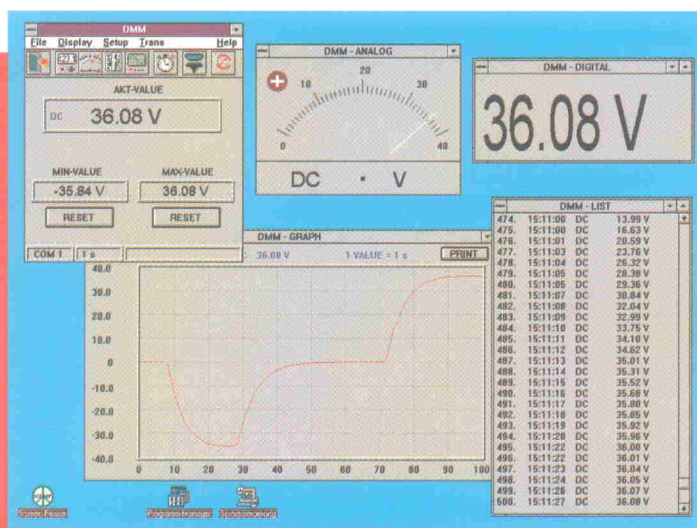 DMM
File Display Setup Trans Help
AKT-VALUE
DC 36.08 V
MIN-VALUE MAX-VALUE
-35.84 V 36.08 V
RESET RESET
COM 1 1 s
DMM - ANALOG
0 10 20 30 40
DC • V
DMM - DIGITAL
36.08 V
DMM - GRAPH
36.08 V 1 VALUE = 1 s PRINT
40.0
30.0
20.0
10.0
0
-10.0
-20.0
-30.0
-40.0
0 10 20 30 40 50 60 70 80 90 100
DMM - LIST
474. 15:11:00 DC 13.99 V
475. 15:11:00 DC 16.63 V
476. 15:11:01 DC 20.59 V
477. 15:11:03 DC 23.76 V
478. 15:11:04 DC 26.32 V
479. 15:11:05 DC 28.38 V
480. 15:11:05 DC 29.36 V
481. 15:11:07 DC 30.84 V
482. 15:11:08 DC 32.04 V
483. 15:11:09 DC 32.99 V
484. 15:11:10 DC 33.75 V
485. 15:11:11 DC 34.10 V
486. 15:11:12 DC 34.62 V
487. 15:11:13 DC 35.01 V
488. 15:11:14 DC 35.31 V
489. 15:11:15 DC 35.52 V
490. 15:11:16 DC 35.68 V
491. 15:11:17 DC 35.80 V
492. 15:11:18 DC 35.85 V
493. 15:11:19 DC 35.92 V
494. 15:11:20 DC 35.96 V
495. 15:11:22 DC 36.00 V
496. 15:11:22 DC 36.01 V
497. 15:11:23 DC 36.04 V
498. 15:11:24 DC 36.05 V
499. 15:11:26 DC 36.07 V
500. 15:11:27 DC 36.08 V